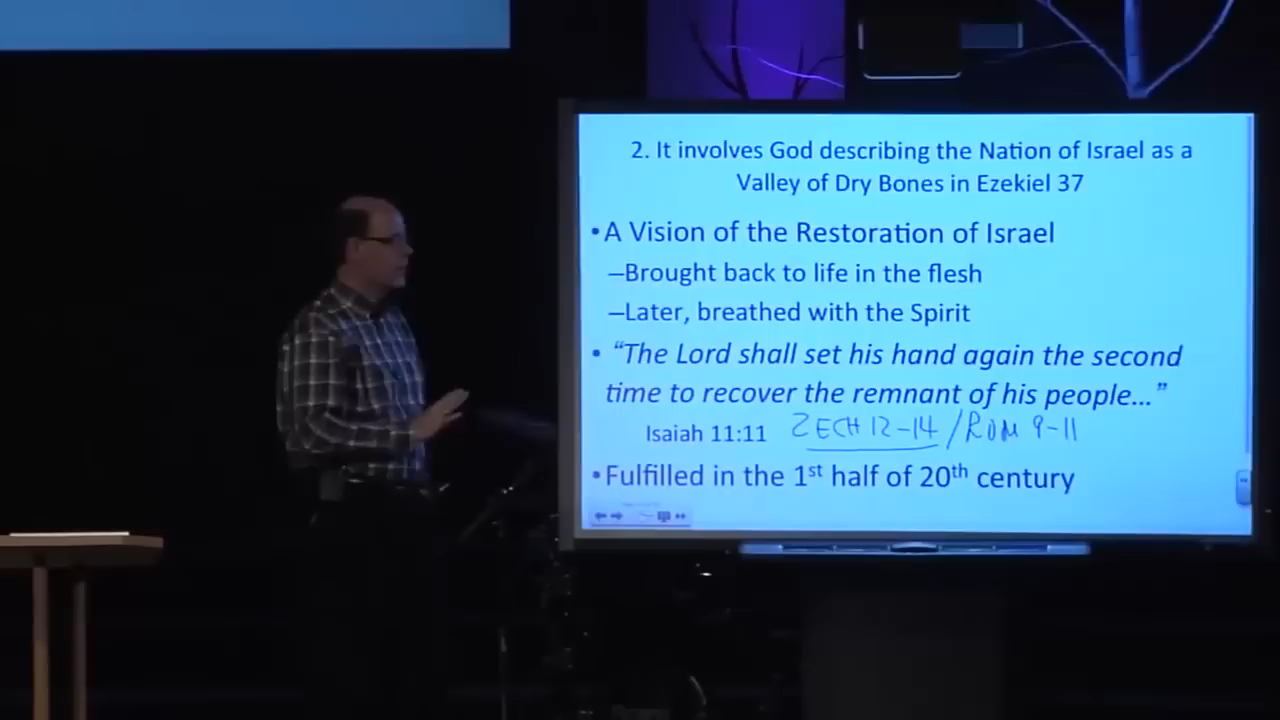 2. It involves God describing the Nation of Israel as a
Valley of Dry Bones in Ezekiel 37
•A Vision of the Restoration of Israel
–Brought back to life in the flesh
–Later, breathed with the Spirit
• “The Lord shall set his hand again the second
time to recover the remnant of his people…”
Isaiah 11:11 ZECH 12-14 / ROM 9-11
•Fulfilled in the 1st half of 20th century